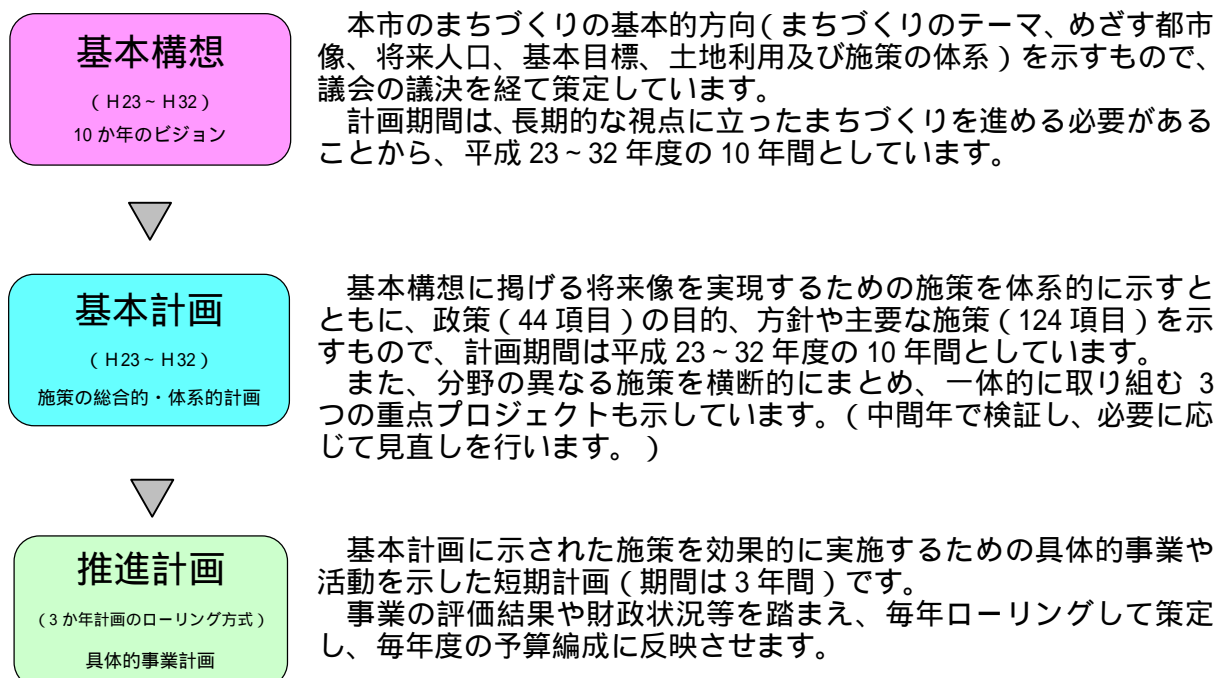 基本構想
（H23～H32）
10か年のビジョン
本市のまちづくりの基本的方向（まちづくりのテーマ、めざす都市
像、将来人口、基本目標、土地利用及び施策の体系）を示すもので、
議会の議決を経て策定しています。
計画期間は、長期的な視点に立ったまちづくりを進める必要がある
ことから、平成23～32年度の10年間としています。
基本計画
（H23～H32）
施策の総合的・体系的計画
基本構想に掲げる将来像を実現するための施策を体系的に示すと
ともに、政策（44項目）の目的、方針や主要な施策（124項目）を示
すもので、計画期間は平成23～32年度の10年間としています。
また、分野の異なる施策を横断的にまとめ、一体的に取り組む 3
つの重点プロジェクトも示しています。（中間年で検証し、必要に応
じて見直しを行います。）
推進計画
（3か年計画のローリング方式）
具体的事業計画
基本計画に示された施策を効果的に実施するための具体的事業や
活動を示した短期計画（期間は3年間）です。
事業の評価結果や財政状況等を踏まえ、毎年ローリングして策定
し、毎年度の予算編成に反映させます。